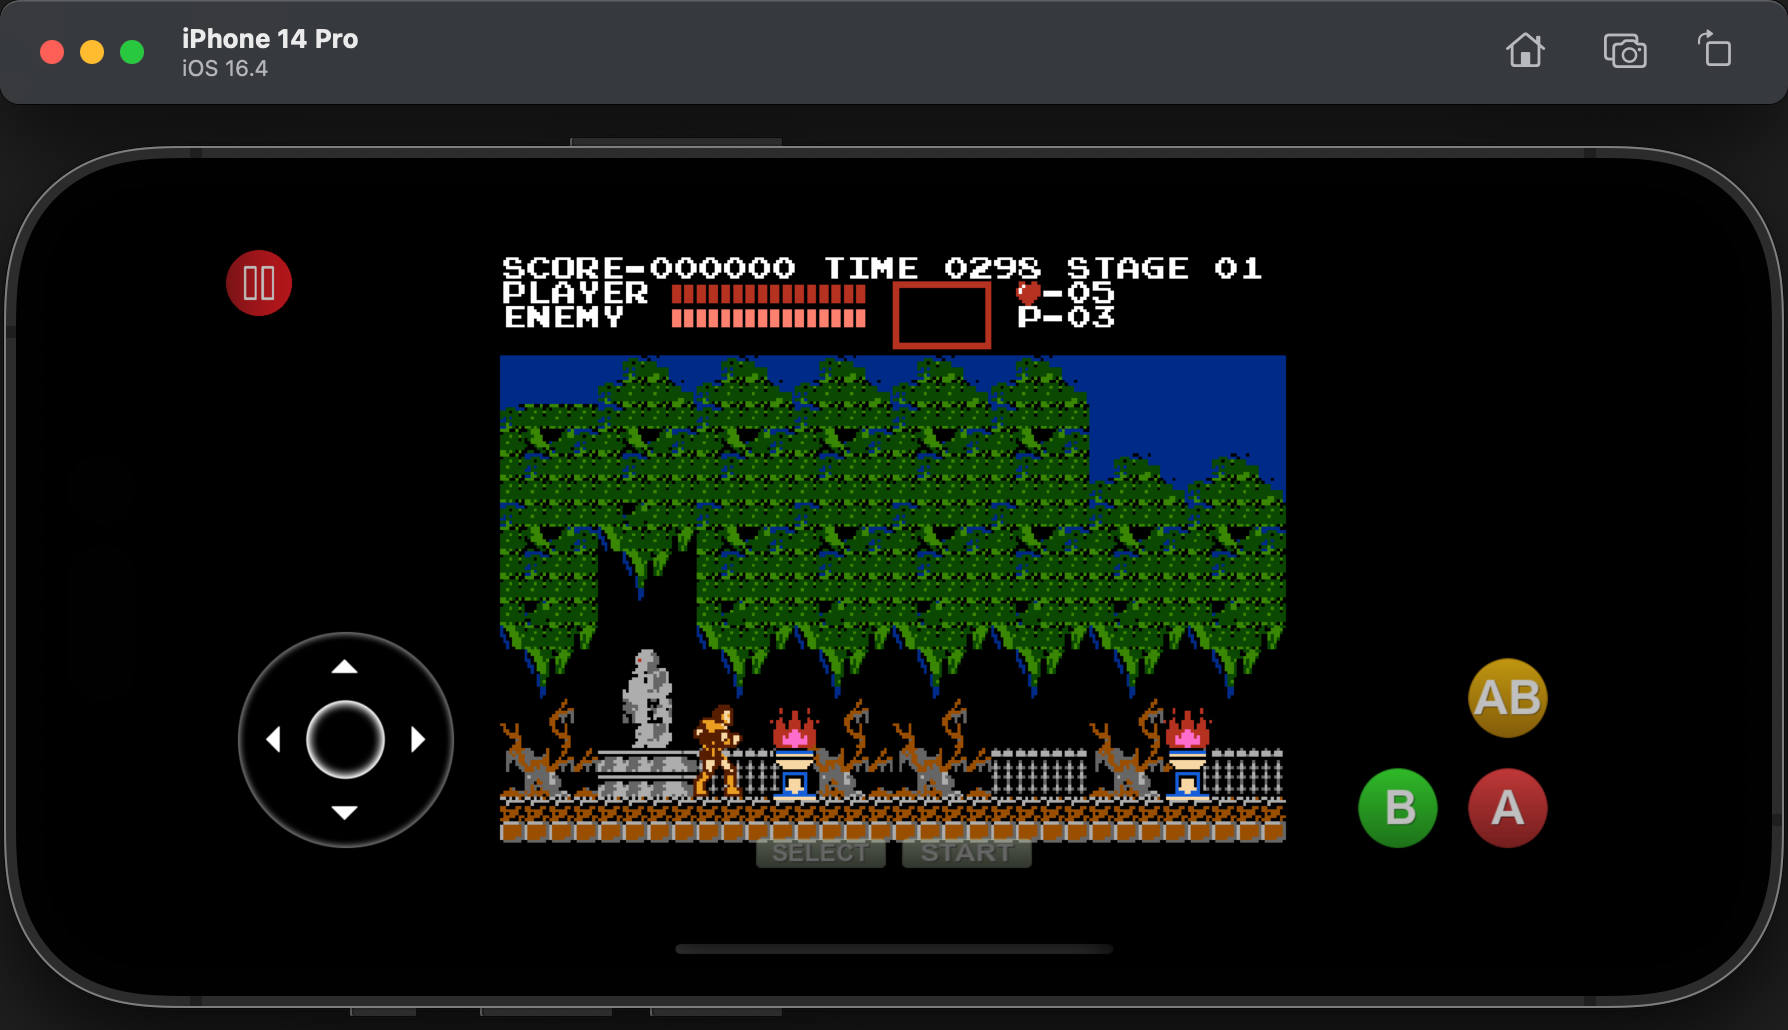 iPhone 14 Pro
iOS 16.4
SCORE-000000 TIME 0298 STAGE 01
PLAYER -05
ENEMY P-03
AB
B A
SELECT START